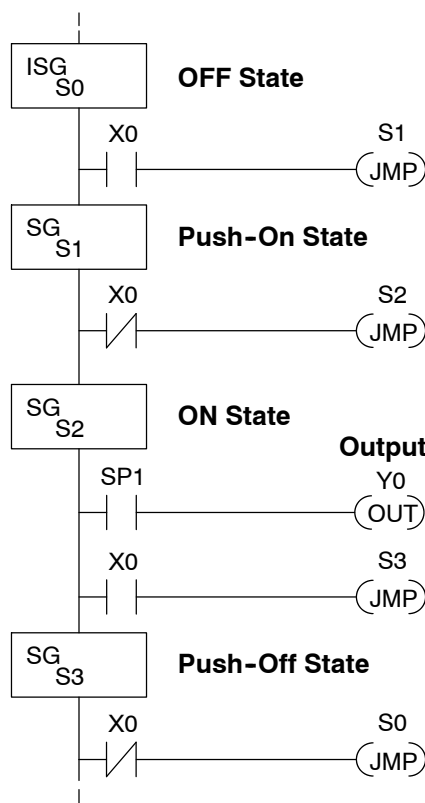 ISG
S0
OFF State
X0
S1
JMP
SG
S1
Push-On State
X0
S2
JMP
SG
S2
ON State
Output
SP1
Y0
OUT
X0
S3
JMP
SG
S3
Push-Off State
X0
S0
JMP